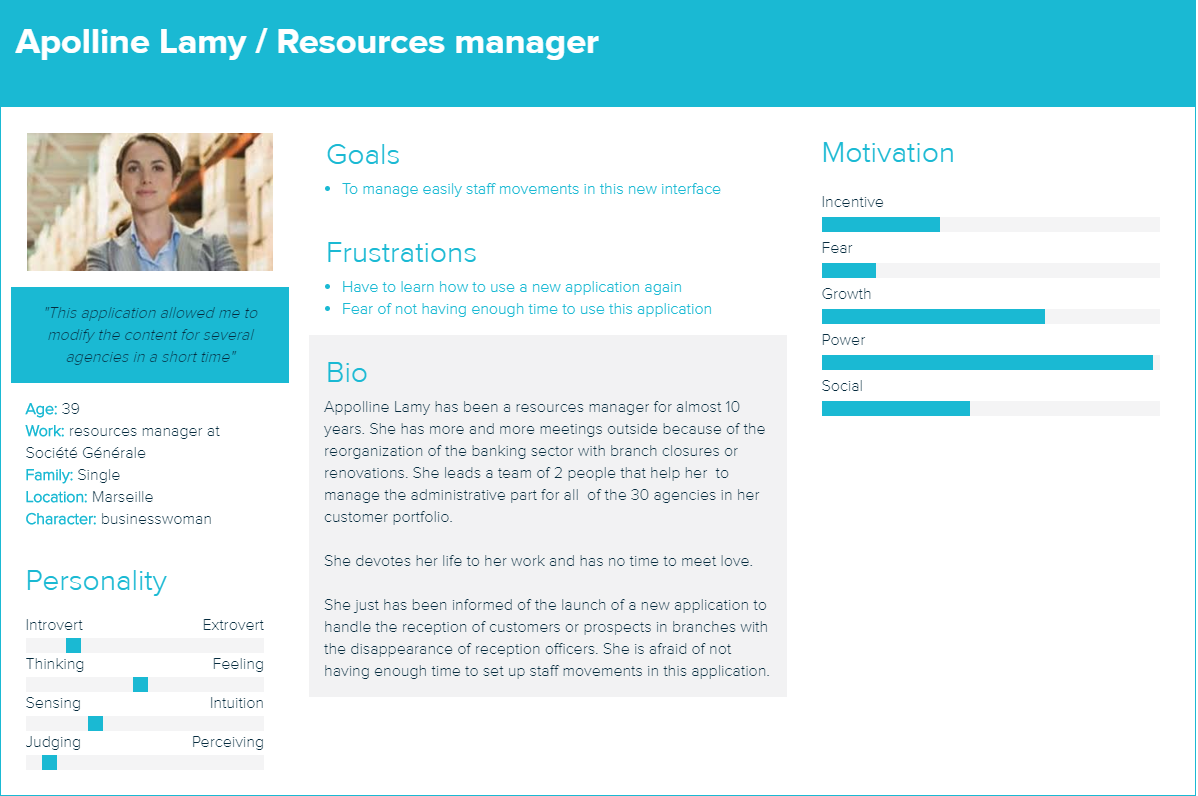 Apolline Lamy / Resources manager
"This application allowed me to
modify the content for several
agencies in a short time"
Age: 39
Work: resources manager at
Société Générale
Family: Single
Location: Marseille
Character: businesswoman
Personality
Introvert Extrovert
Thinking Feeling
Sensing Intuition
Judging Perceiving
Goals
• To manage easily staff movements in this new interface
Frustrations
• Have to learn how to use a new application again
• Fear of not having enough time to use this application
Bio
Appolline Lamy has been a resources manager for almost 10
years. She has more and more meetings outside because of the
reorganization of the banking sector with branch closures or
renovations. She leads a team of 2 people that help her  to
manage the administrative part for all  of the 30 agencies in her
customer portfolio.
She devotes her life to her work and has no time to meet love.
She just has been informed of the launch of a new application to
handle the reception of customers or prospects in branches with
the disappearance of reception officers. She is afraid of not
having enough time to set up staff movements in this application.
Motivation
Incentive
Fear
Growth
Power
Social